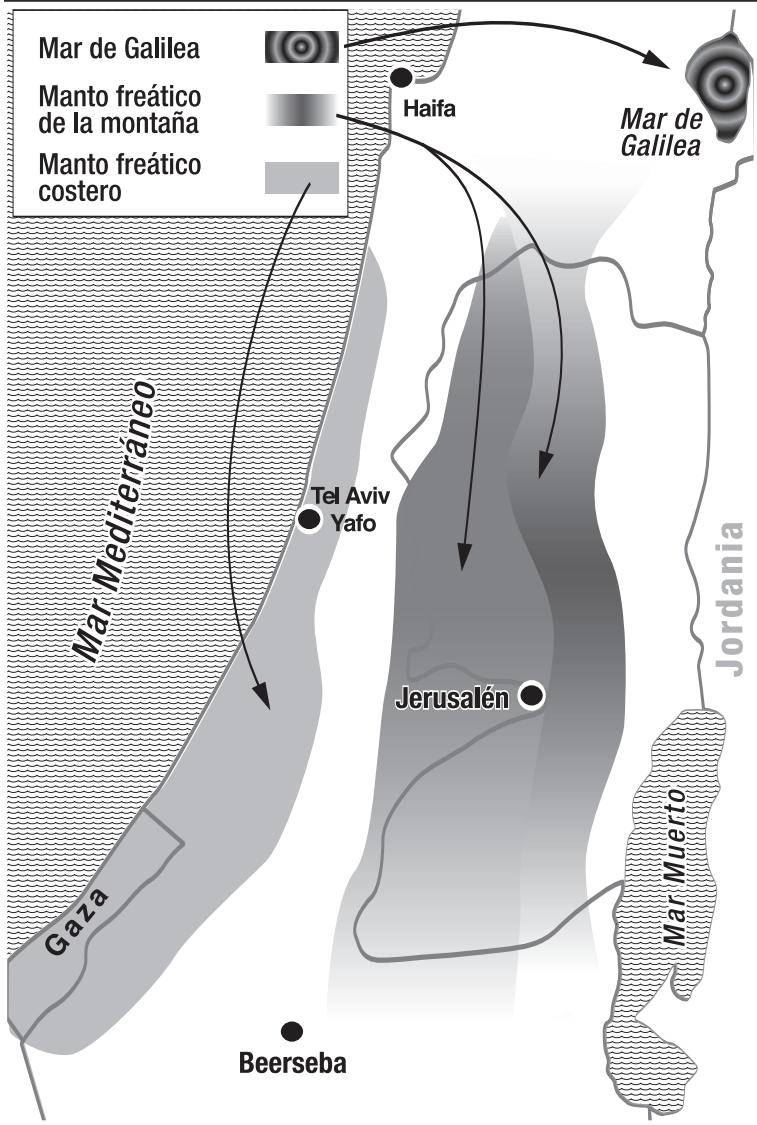 Mar de Galilea
Manto freático
de la montaña
Manto freático
costero
Haifa
Mar de
Galilea
Mar Mediterráneo
Tel Aviv
Yafo
Jordania
Jerusalén
Mar Muerto
Gaza
Beerseba